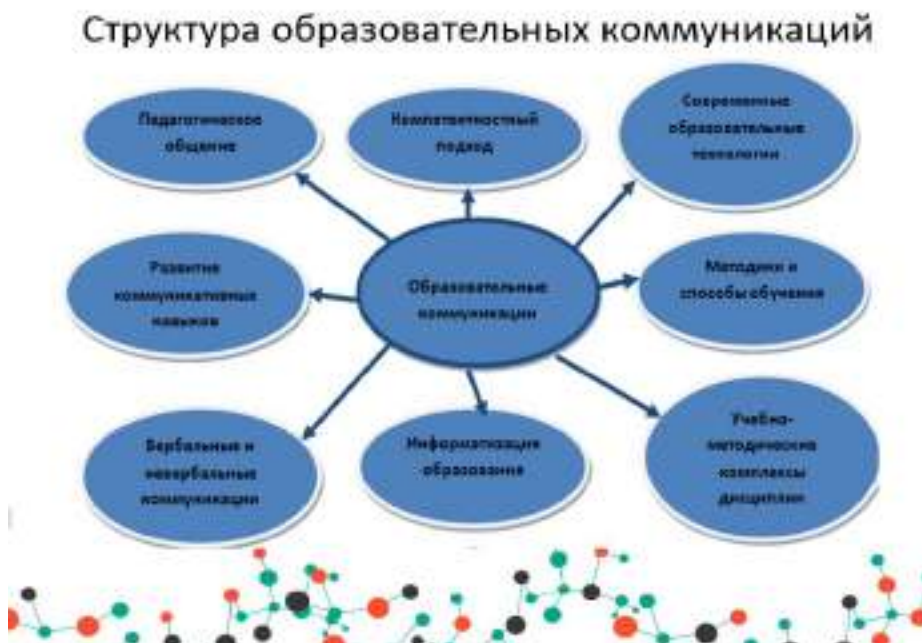 Структура образовательных коммуникаций
Педагогическое
общение
Компетентностный
подход
Современные
образовательные
технологии
Развитие
коммуникативных
навыков
Образовательные
коммуникации
Методики и
способы обучения
Вербальные и
невербальные
коммуникации
Информатизация
образования
Учебно-
методические
комплексы
дисциплин